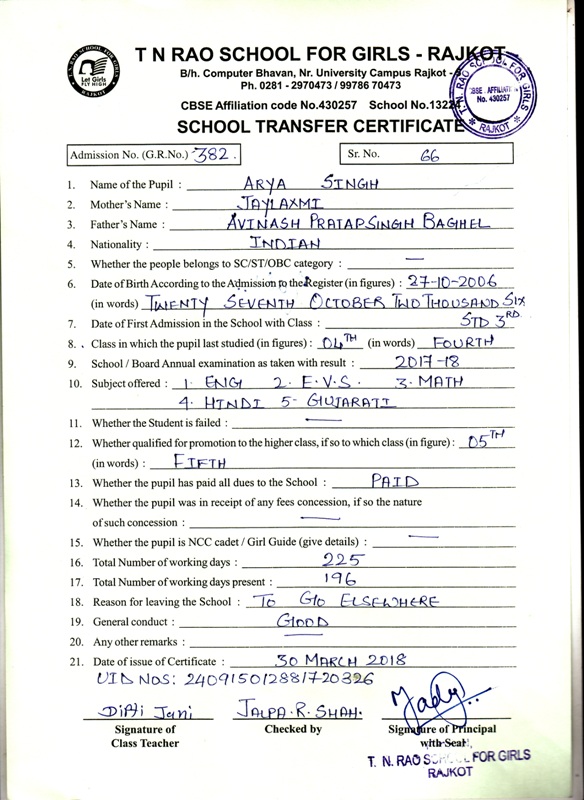 T N RAO SCHOOL FOR GIRLS - RAJKOT
Let Girls
FLY HIGH
B/h. Computer Bhavan, Nr. University Campus Rajkot -
Ph. 0281 - 2970473 / 99786 70473
CBSE Affiliation code No.430257 School No.13224
T. N. RAO SCHOOL FOR GIRLS
CBSE AFFILIATION
No. 430257
* RAJKOT *
SCHOOL TRANSFER CERTIFICATE
Admission No. (G.R.No.) 382. Sr. No. 66
1. Name of the Pupil : ARYA SINGH
2. Mother's Name : JAYLAXMI
3. Father's Name : AVINASH PRATAPSINGH BAGHEL
4. Nationality : INDIAN
5. Whether the people belongs to SC/ST/OBC category : —
6. Date of Birth According to the Admission to the Register (in figures) : 27-10-2006
(in words) TWENTY SEVENTH OCTOBER TWO THOUSAND SIX
7. Date of First Admission in the School with Class : STD 3RD
8. Class in which the pupil last studied (in figures) : 04TH (in words) FOURTH
9. School / Board Annual examination as taken with result : 2017-18
10. Subject offered : 1. ENG 2. E.V.S. 3. MATH
4. HINDI 5- GUJARATI
11. Whether the Student is failed : —
12. Whether qualified for promotion to the higher class, if so to which class (in figure) : 05TH
(in words) : FIFTH
13. Whether the pupil has paid all dues to the School : PAID
14. Whether the pupil was in receipt of any fees concession, if so the nature
of such concession : —
15. Whether the pupil is NCC cadet / Girl Guide (give details) : —
16. Total Number of working days : 225
17. Total Number of working days present : 196
18. Reason for leaving the School : TO GO ELSEWHERE
19. General conduct : GOOD
20. Any other remarks : —
21. Date of issue of Certificate : 30 MARCH 2018
UID NOS: 240915012881720326
Dipti Jani JALPA.R.SHAH.
Signature of Checked by Signature of Principal
Class Teacher with Seal
T. N. RAO SCHOOL FOR GIRLS
RAJKOT